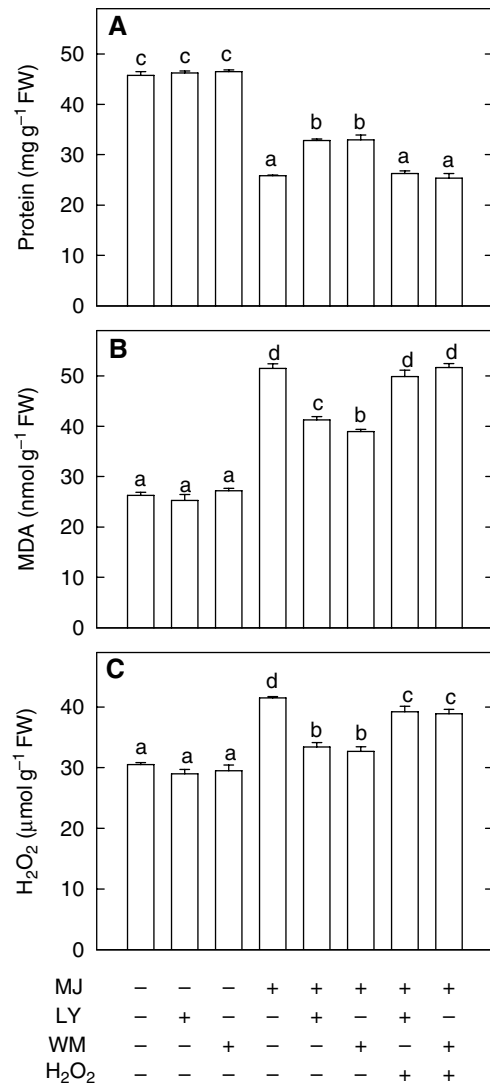 A
Protein (mg g⁻¹ FW)
50
40
30
20
10
0
c c c a b b a a
B
MDA (nmol g⁻¹ FW)
50
40
30
20
10
0
a a a d c b d d
C
H₂O₂ (μmol g⁻¹ FW)
40
30
20
10
0
a a a d b b c c
MJ – – – + + + + +
LY – + – – + – + –
WM – – + – – + – +
H₂O₂ – – – – – – + +